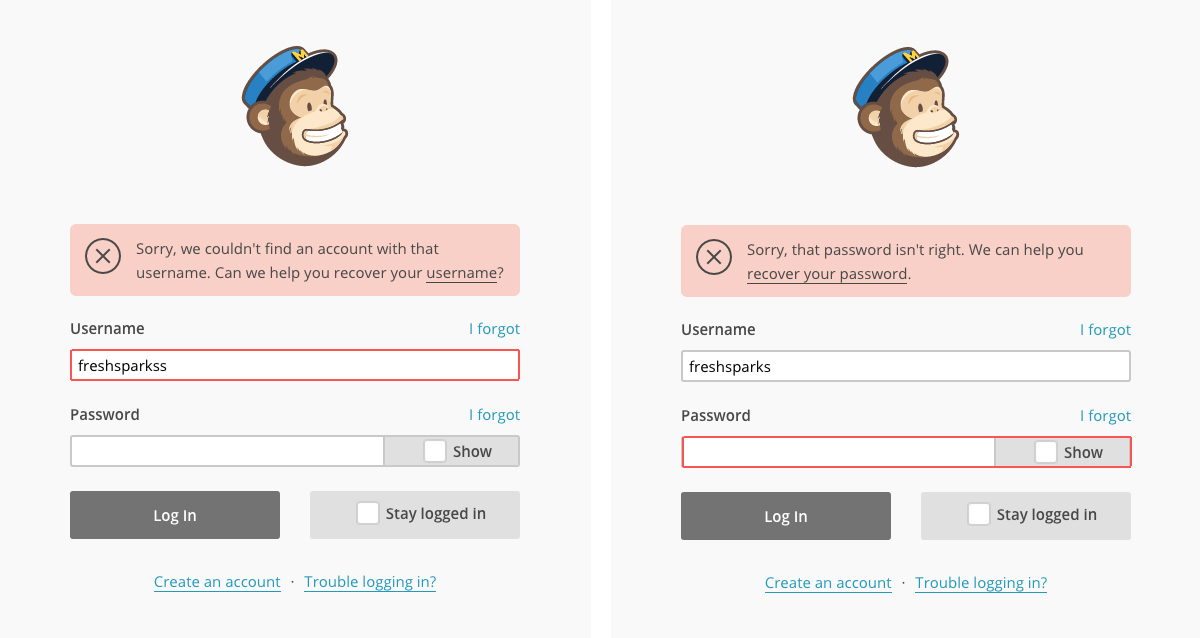 M
Sorry, we couldn't find an account with that
username. Can we help you recover your username?
Username I forgot
freshsparkss
Password I forgot
Show
Log In Stay logged in
Create an account · Trouble logging in?
M
Sorry, that password isn't right. We can help you
recover your password.
Username I forgot
freshsparks
Password I forgot
Show
Log In Stay logged in
Create an account · Trouble logging in?